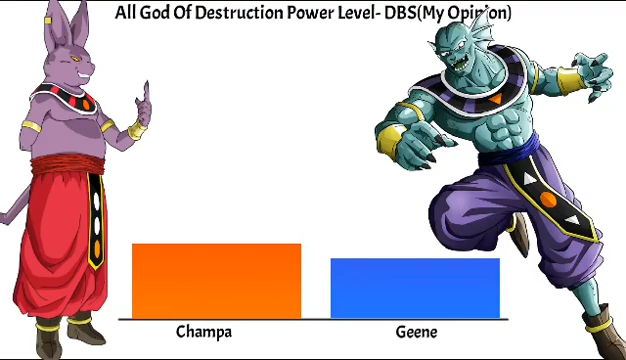 All God Of Destruction Power Level- DBS(My Opinion)
Champa
Geene